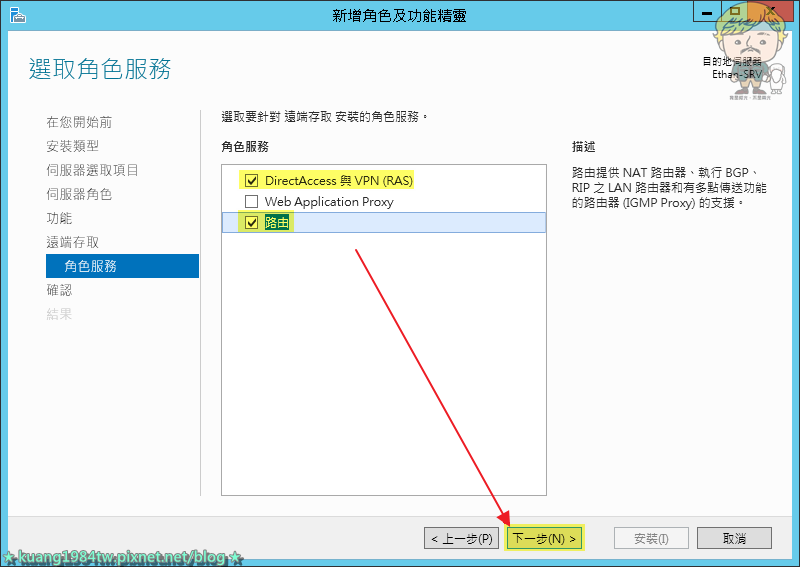 新增角色及功能精靈
選取角色服務
目的地伺服器
Ethan-SRV
在您開始前
安裝類型
伺服器選取項目
伺服器角色
功能
遠端存取
角色服務
確認
結果
選取要針對 遠端存取 安裝的角色服務。
角色服務
DirectAccess 與 VPN (RAS)
Web Application Proxy
路由
描述
路由提供 NAT 路由器、執行 BGP、
RIP 之 LAN 路由器和有多點傳送功能
的路由器 (IGMP Proxy) 的支援。
< 上一步(P)
下一步(N) >
安裝(I)
取消
★ kuang1984tw.pixnet.net/blog ★